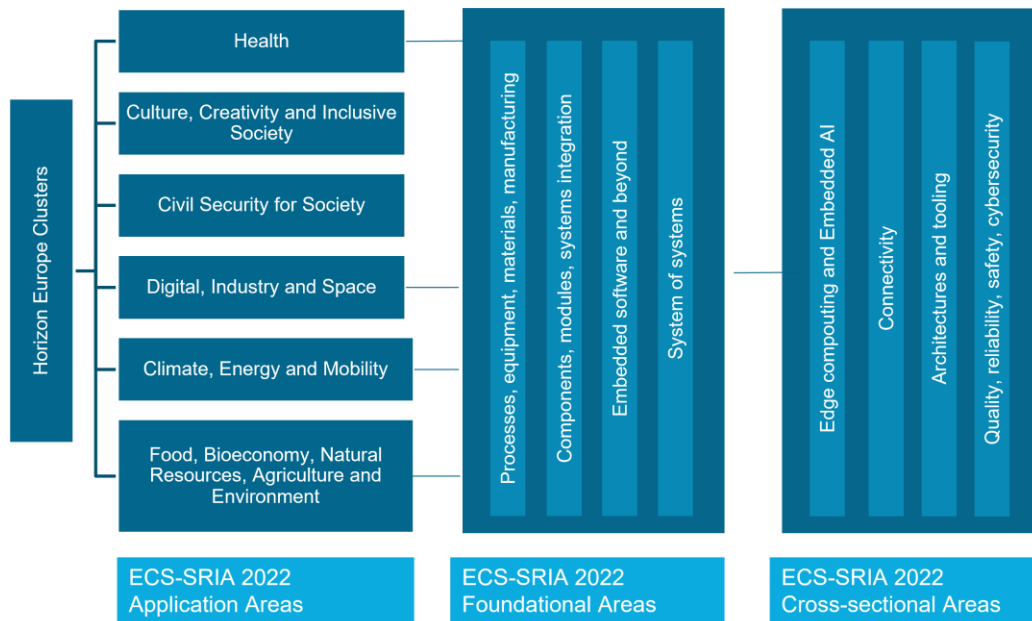 Horizon Europe Clusters
Health
Culture, Creativity and Inclusive
Society
Civil Security for Society
Digital, Industry and Space
Climate, Energy and Mobility
Food, Bioeconomy, Natural
Resources, Agriculture and
Environment
ECS-SRIA 2022
Application Areas
Processes, equipment, materials, manufacturing
Components, modules, systems integration
Embedded software and beyond
System of systems
ECS-SRIA 2022
Foundational Areas
Edge compouting and Embedded AI
Connectivity
Architectures and tooling
Quality, reliability, safety, cybersecurity
ECS-SRIA 2022
Cross-sectional Areas